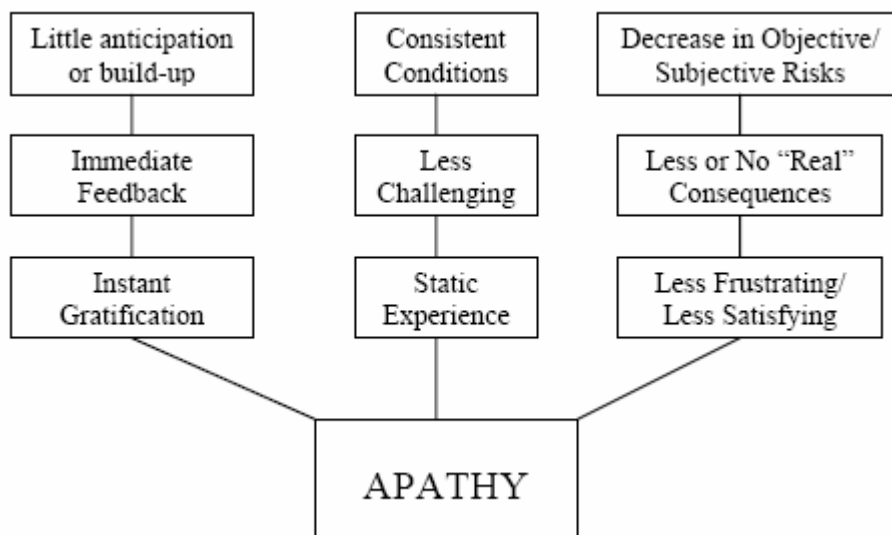 Little anticipation
or build-up
Consistent
Conditions
Decrease in Objective/
Subjective Risks
Immediate
Feedback
Less
Challenging
Less or No “Real”
Consequences
Instant
Gratification
Static
Experience
Less Frustrating/
Less Satisfying
APATHY